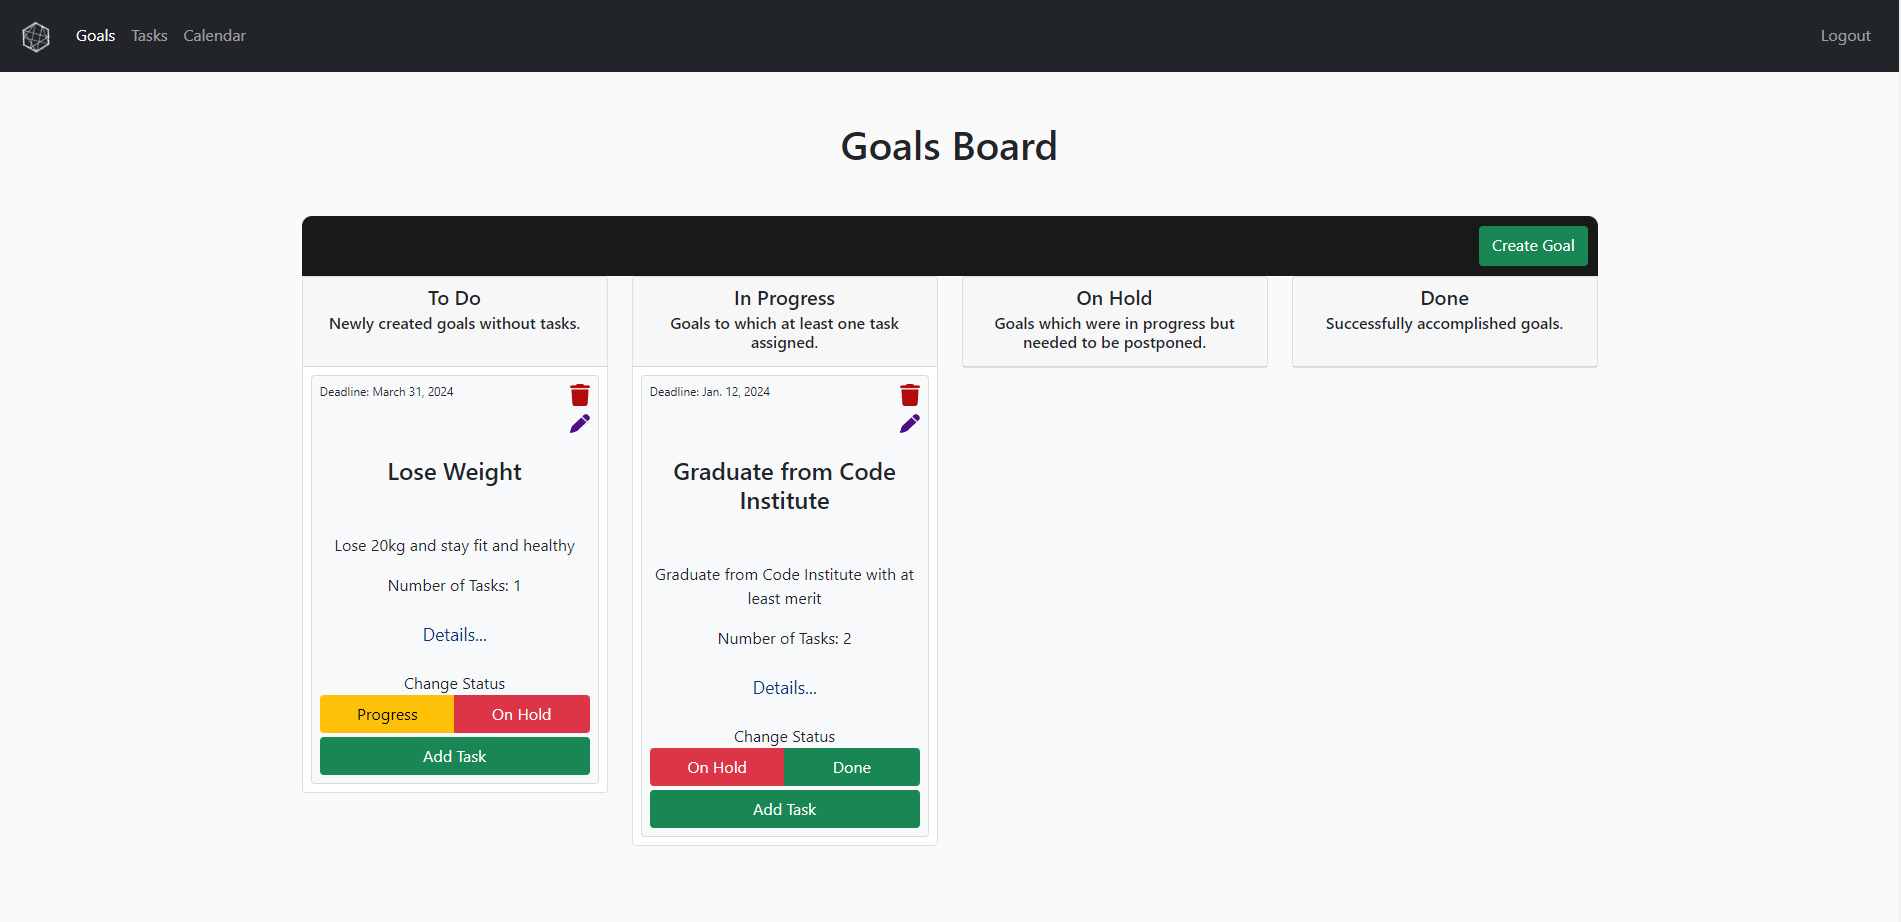 Goals Tasks Calendar Logout
Goals Board
Create Goal
To Do
Newly created goals without tasks.
Deadline: March 31, 2024
Lose Weight
Lose 20kg and stay fit and healthy
Number of Tasks: 1
Details...
Change Status
Progress On Hold
Add Task
In Progress
Goals to which at least one task
assigned.
Deadline: Jan. 12, 2024
Graduate from Code
Institute
Graduate from Code Institute with at
least merit
Number of Tasks: 2
Details...
Change Status
On Hold Done
Add Task
On Hold
Goals which were in progress but
needed to be postponed.
Done
Successfully accomplished goals.